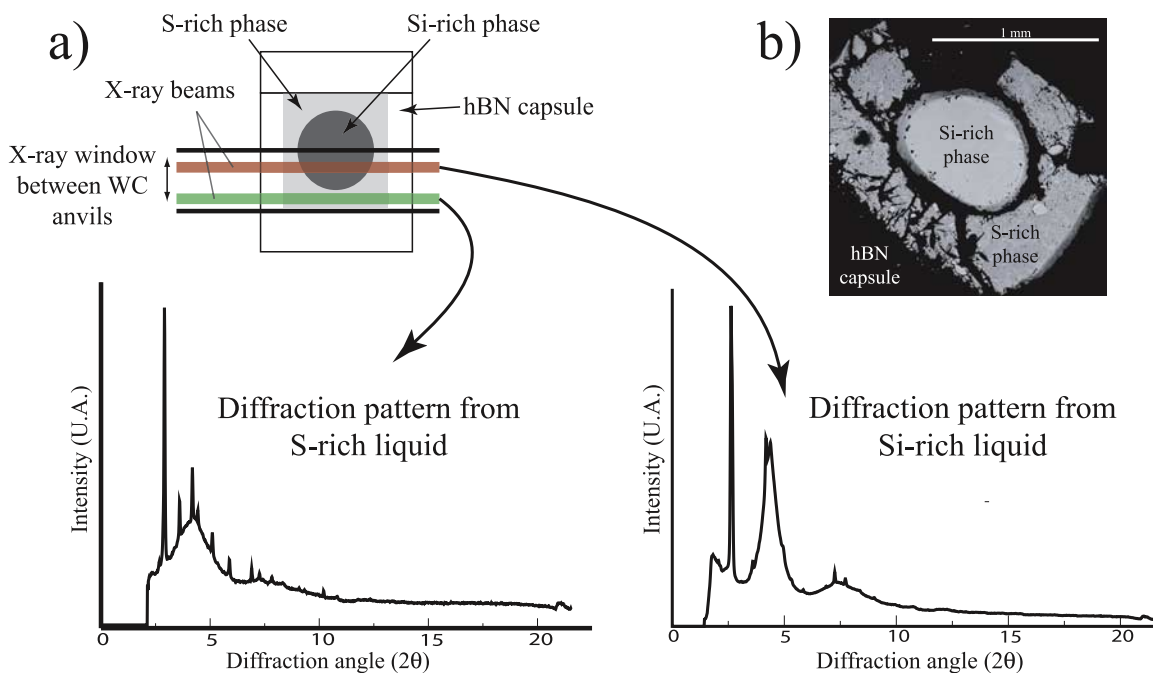 a)
S-rich phase
Si-rich phase
X-ray beams
hBN capsule
X-ray window
between WC
anvils
b)
1 mm
Si-rich
phase
S-rich
phase
hBN
capsule
Diffraction pattern from
S-rich liquid
Intensity (U.A.)
0 5 10 15 20
Diffraction angle (2θ)
Diffraction pattern from
Si-rich liquid
Intensity (U.A.)
0 5 10 15 20
Diffraction angle (2θ)